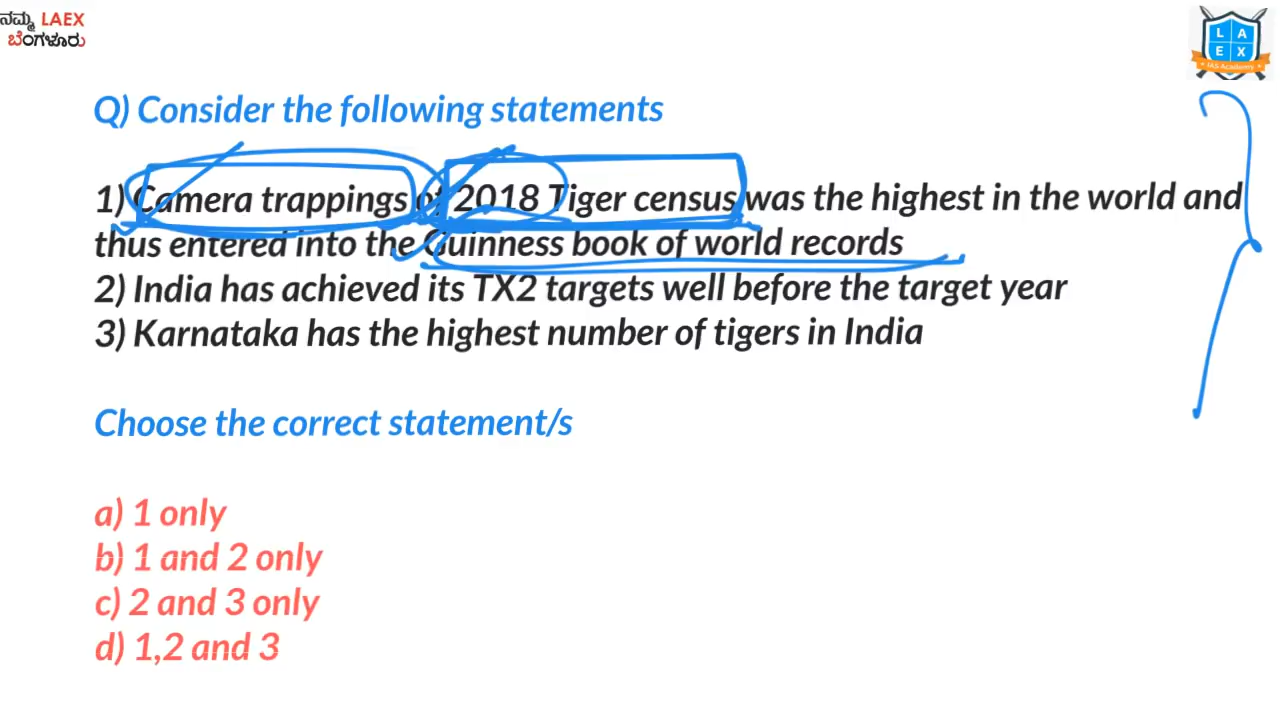 ನಮ್ಮ LAEX
ಬೆಂಗಳೂರು
L A
E X
IAS Academy
Q) Consider the following statements
1) Camera trappings of 2018 Tiger census was the highest in the world and
thus entered into the Guinness book of world records
2) India has achieved its TX2 targets well before the target year
3) Karnataka has the highest number of tigers in India
Choose the correct statement/s
a) 1 only
b) 1 and 2 only
c) 2 and 3 only
d) 1,2 and 3